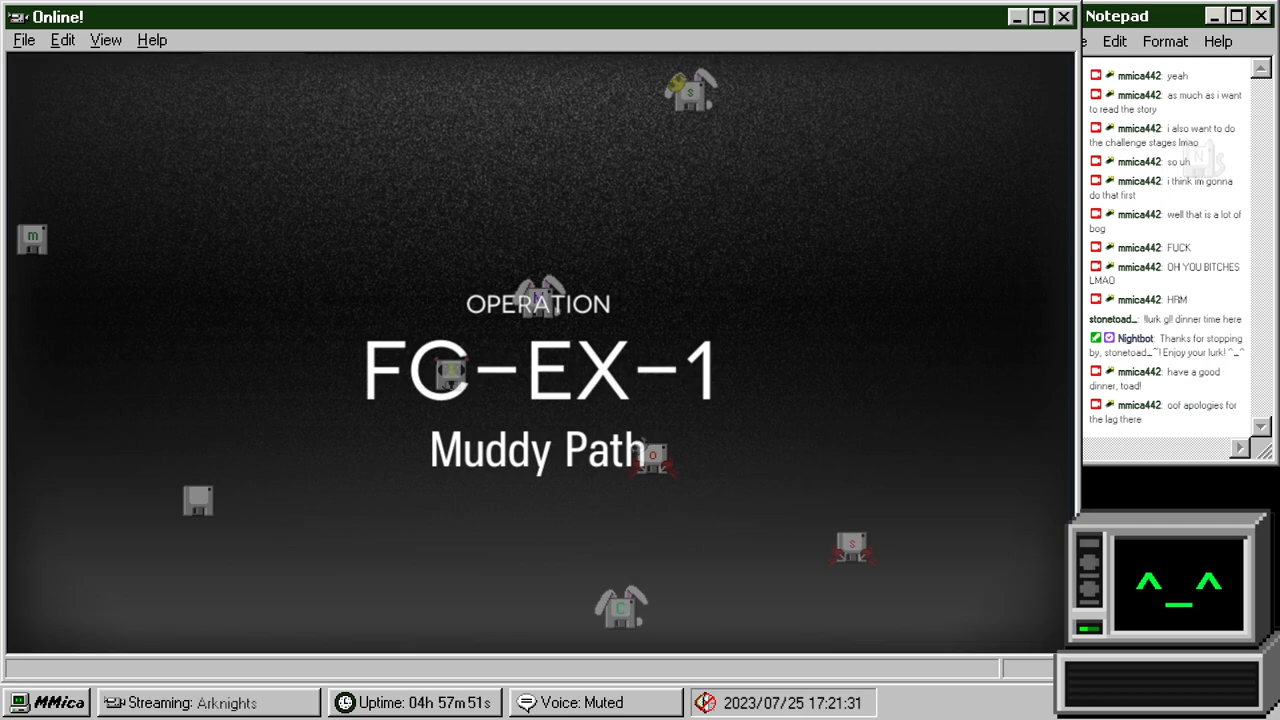 Online!
File Edit View Help
OPERATION
FC-EX-1
Muddy Path
s
m
o
s
C
Notepad
Edit Format Help
mmica442: yeah
mmica442: as much as i want
to read the story
mmica442: i also want to do
the challenge stages lmao
mmica442: so uh
mmica442: i think im gonna
do that first
mmica442: well that is a lot of
bog
mmica442: FUCK
mmica442: OH YOU BITCHES
LMAO
mmica442: HRM
stonetoad_: !lurk gl! dinner time here
Nightbot: Thanks for stopping
by, stonetoad_~! Enjoy your lurk! ^_^
mmica442: have a good
dinner, toad!
mmica442: oof apologies for
the lag there
^_^
MMica
Streaming: Arknights
Uptime: 04h 57m 51s
Voice: Muted
2023/07/25 17:21:31